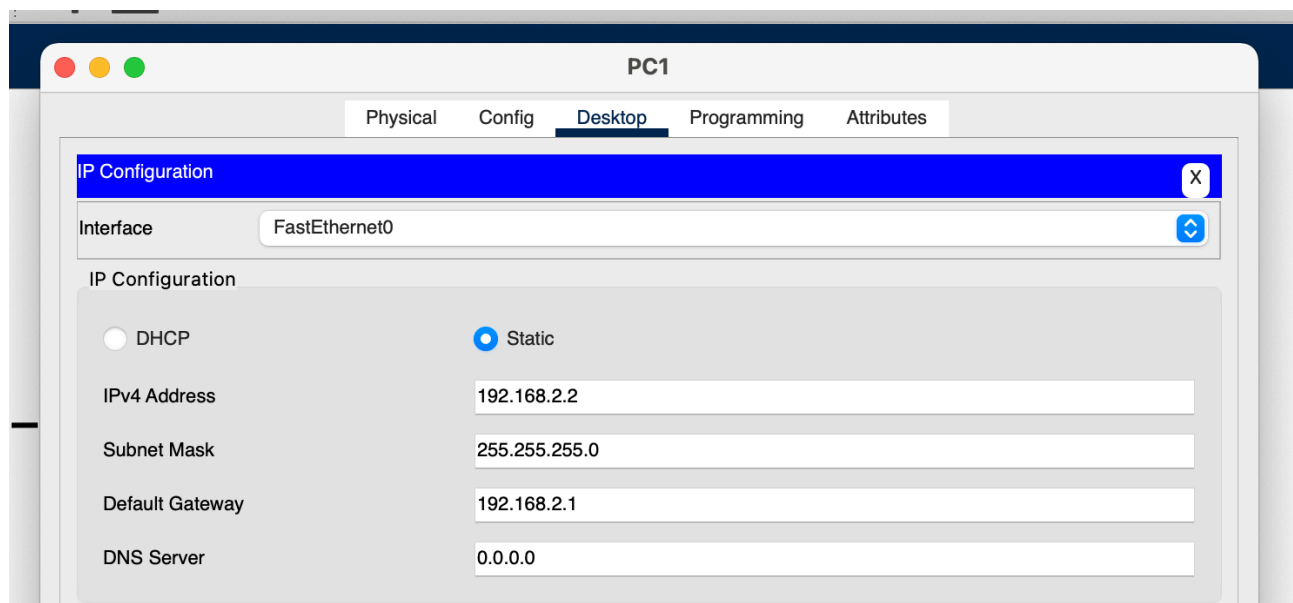 PC1
Physical Config Desktop Programming Attributes
IP Configuration X
Interface FastEthernet0
IP Configuration
DHCP Static
IPv4 Address 192.168.2.2
Subnet Mask 255.255.255.0
Default Gateway 192.168.2.1
DNS Server 0.0.0.0